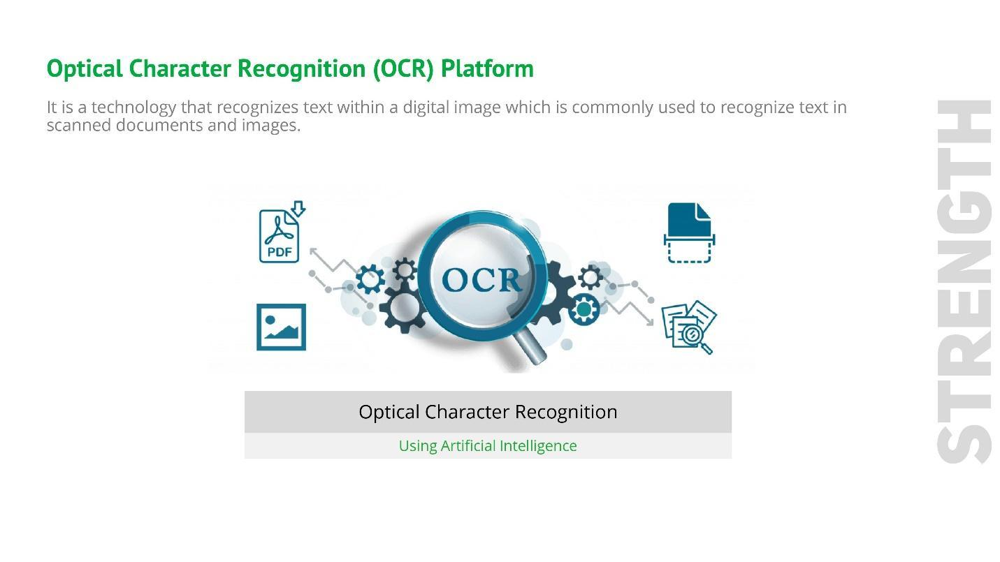 Optical Character Recognition (OCR) Platform
It is a technology that recognizes text within a digital image which is commonly used to recognize text in
scanned documents and images.
PDF
OCR
Optical Character Recognition
Using Artificial Intelligence
STRENGTH